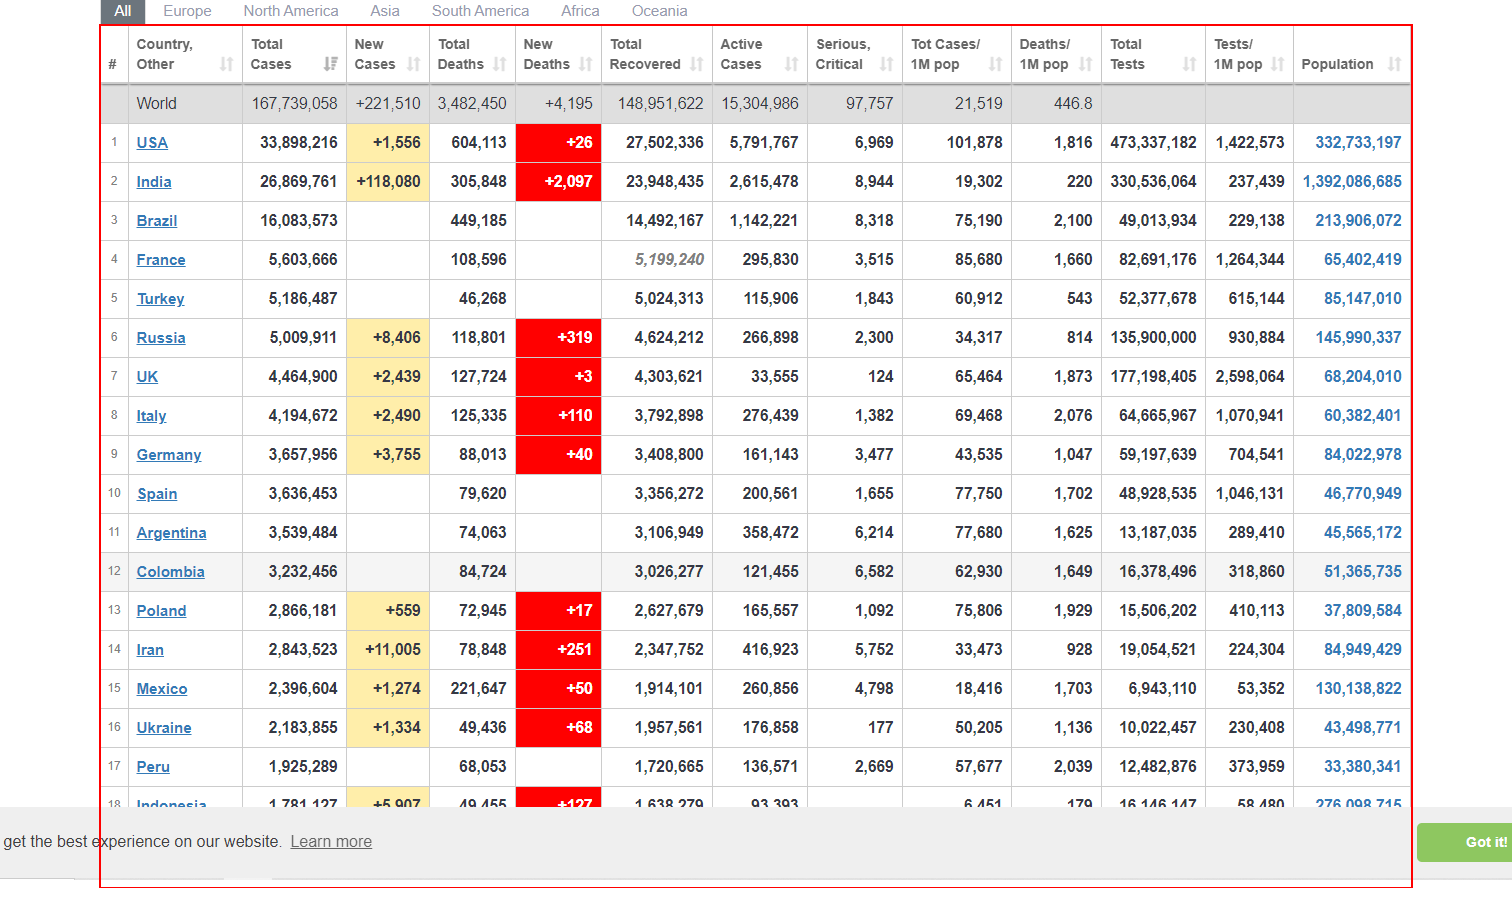 All Europe North America Asia South America Africa Oceania
# Country, Other Total Cases New Cases Total Deaths New Deaths Total Recovered Active Cases Serious, Critical Tot Cases/ 1M pop Deaths/ 1M pop Total Tests Tests/ 1M pop Population
World 167,739,058 +221,510 3,482,450 +4,195 148,951,622 15,304,986 97,757 21,519 446.8
1 USA 33,898,216 +1,556 604,113 +26 27,502,336 5,791,767 6,969 101,878 1,816 473,337,182 1,422,573 332,733,197
2 India 26,869,761 +118,080 305,848 +2,097 23,948,435 2,615,478 8,944 19,302 220 330,536,064 237,439 1,392,086,685
3 Brazil 16,083,573 449,185 14,492,167 1,142,221 8,318 75,190 2,100 49,013,934 229,138 213,906,072
4 France 5,603,666 108,596 5,199,240 295,830 3,515 85,680 1,660 82,691,176 1,264,344 65,402,419
5 Turkey 5,186,487 46,268 5,024,313 115,906 1,843 60,912 543 52,377,678 615,144 85,147,010
6 Russia 5,009,911 +8,406 118,801 +319 4,624,212 266,898 2,300 34,317 814 135,900,000 930,884 145,990,337
7 UK 4,464,900 +2,439 127,724 +3 4,303,621 33,555 124 65,464 1,873 177,198,405 2,598,064 68,204,010
8 Italy 4,194,672 +2,490 125,335 +110 3,792,898 276,439 1,382 69,468 2,076 64,665,967 1,070,941 60,382,401
9 Germany 3,657,956 +3,755 88,013 +40 3,408,800 161,143 3,477 43,535 1,047 59,197,639 704,541 84,022,978
10 Spain 3,636,453 79,620 3,356,272 200,561 1,655 77,750 1,702 48,928,535 1,046,131 46,770,949
11 Argentina 3,539,484 74,063 3,106,949 358,472 6,214 77,680 1,625 13,187,035 289,410 45,565,172
12 Colombia 3,232,456 84,724 3,026,277 121,455 6,582 62,930 1,649 16,378,496 318,860 51,365,735
13 Poland 2,866,181 +559 72,945 +17 2,627,679 165,557 1,092 75,806 1,929 15,506,202 410,113 37,809,584
14 Iran 2,843,523 +11,005 78,848 +251 2,347,752 416,923 5,752 33,473 928 19,054,521 224,304 84,949,429
15 Mexico 2,396,604 +1,274 221,647 +50 1,914,101 260,856 4,798 18,416 1,703 6,943,110 53,352 130,138,822
16 Ukraine 2,183,855 +1,334 49,436 +68 1,957,561 176,858 177 50,205 1,136 10,022,457 230,408 43,498,771
17 Peru 1,925,289 68,053 1,720,665 136,571 2,669 57,677 2,039 12,482,876 373,959 33,380,341
18 Indonesia 1,781,127 +5,907 49,455 +127 1,638,279 93,393 6,451 179 16,146,147 58,480 276,098,715
get the best experience on our website. Learn more Got it!